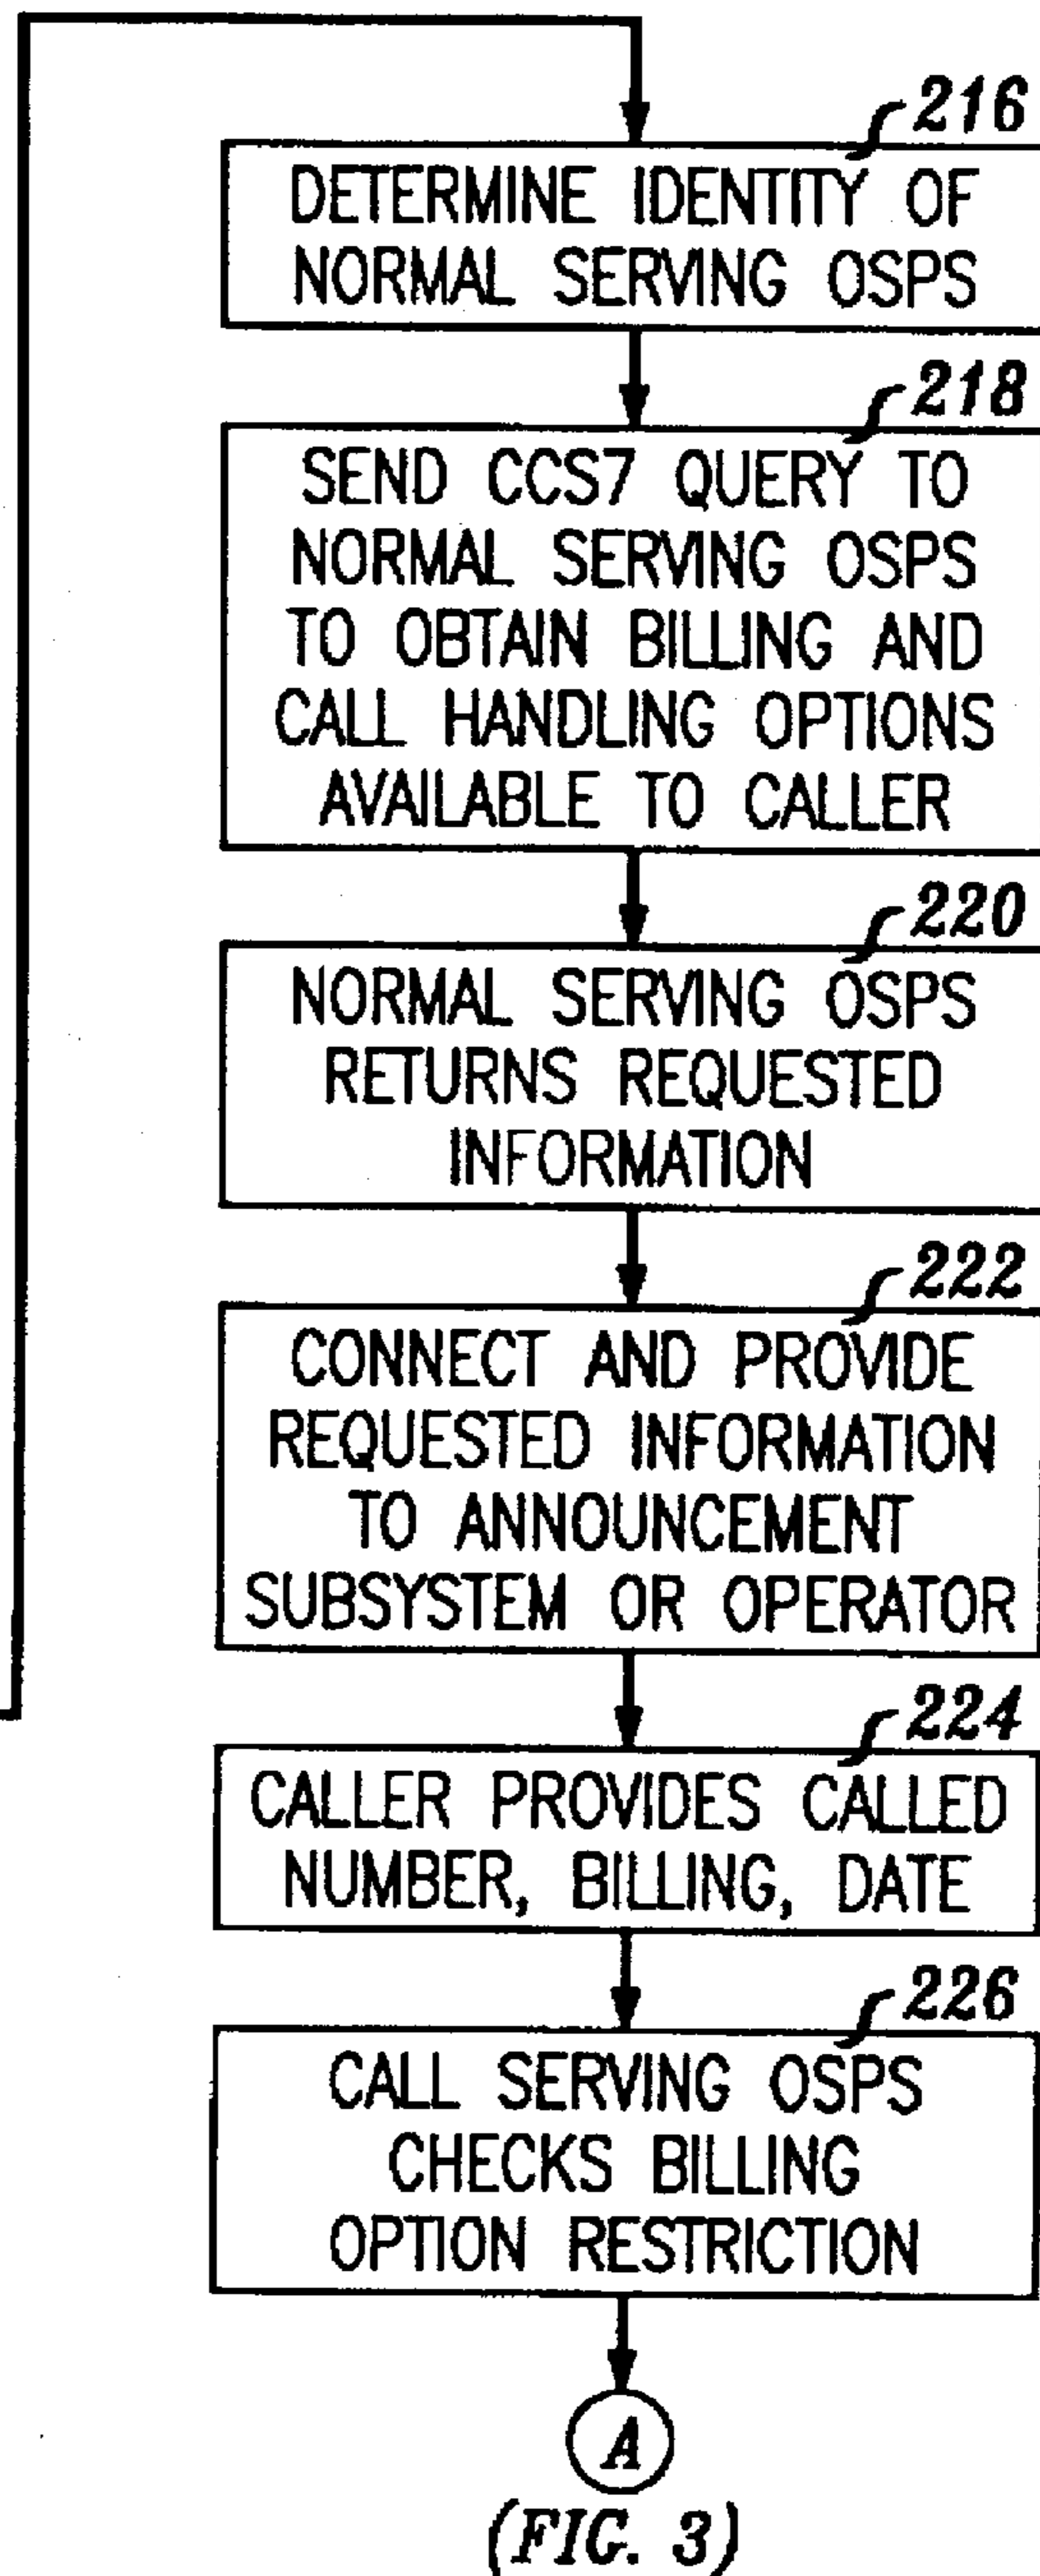 216
DETERMINE IDENTITY OF
NORMAL SERVING OSPS
218
SEND CCS7 QUERY TO
NORMAL SERVING OSPS
TO OBTAIN BILLING AND
CALL HANDLING OPTIONS
AVAILABLE TO CALLER
220
NORMAL SERVING OSPS
RETURNS REQUESTED
INFORMATION
222
CONNECT AND PROVIDE
REQUESTED INFORMATION
TO ANNOUNCEMENT
SUBSYSTEM OR OPERATOR
224
CALLER PROVIDES CALLED
NUMBER, BILLING, DATE
226
CALL SERVING OSPS
CHECKS BILLING
OPTION RESTRICTION
A
(FIG. 3)